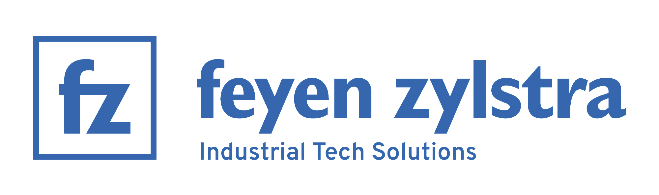 fz
feyen zylstra
Industrial Tech Solutions